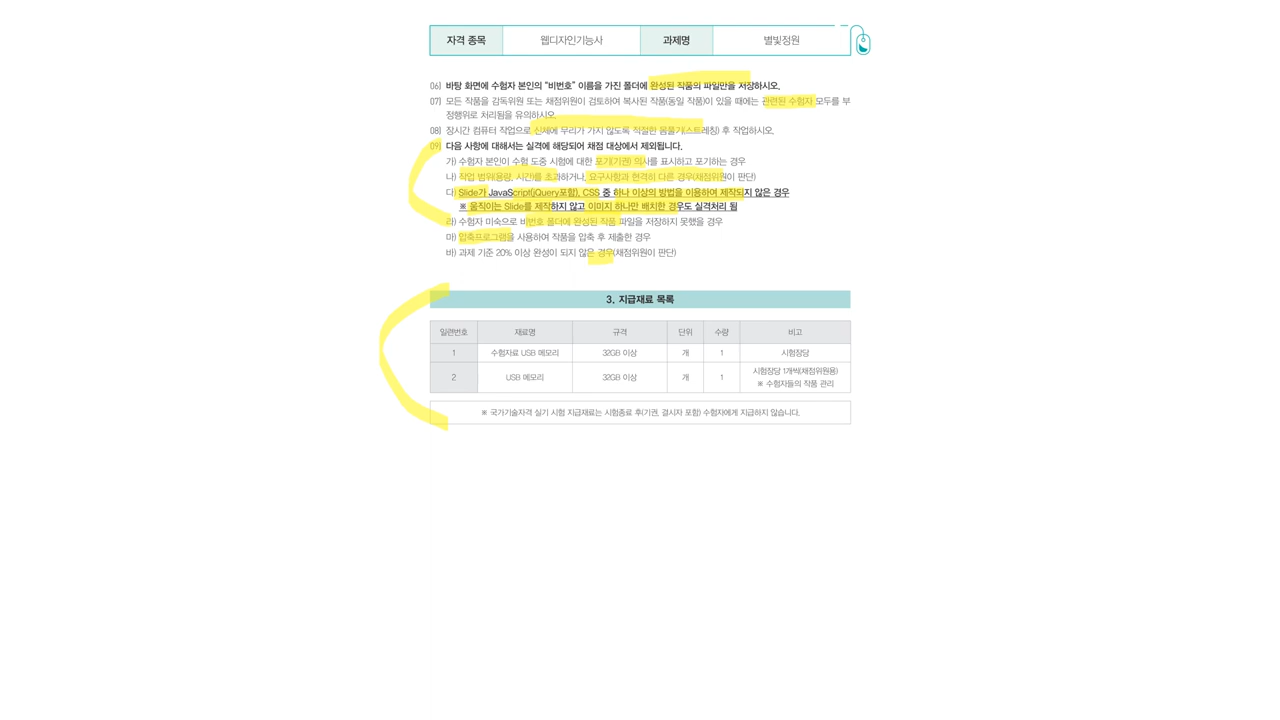 자격 종목 웹디자인기능사 과제명 별빛정원
06) 바탕 화면에 수험자 본인의 "비번호" 이름을 가진 폴더에 완성된 작품의 파일만을 저장하시오.
07) 모든 작품을 감독위원 또는 채점위원이 검토하여 복사된 작품(동일 작품)이 있을 때에는 관련된 수험자 모두를 부
정행위로 처리됨을 유의하시오.
08) 장시간 컴퓨터 작업으로 신체에 무리가 가지 않도록 적절한 몸풀기(스트레칭) 후 작업하시오.
09) 다음 사항에 대해서는 실격에 해당되어 채점 대상에서 제외됩니다.
가) 수험자 본인이 수험 도중 시험에 대한 포기(기권) 의사를 표시하고 포기하는 경우
나) 작업 범위(용량, 시간)를 초과하거나, 요구사항과 현격히 다른 경우(채점위원이 판단)
다) Slide가 JavaScript(jQuery포함), CSS 중 하나 이상의 방법을 이용하여 제작되지 않은 경우
※ 움직이는 Slide를 제작하지 않고 이미지 하나만 배치한 경우도 실격처리 됨
라) 수험자 미숙으로 비번호 폴더에 완성된 작품 파일을 저장하지 못했을 경우
마) 압축프로그램을 사용하여 작품을 압축 후 제출한 경우
바) 과제 기준 20% 이상 완성이 되지 않은 경우(채점위원이 판단)
3. 지급재료 목록
일련번호 재료명 규격 단위 수량 비고
1 수험자료 USB 메모리 32GB 이상 개 1 시험장당
2 USB 메모리 32GB 이상 개 1 시험장당 1개씩(채점위원용)
※ 수험자들의 작품 관리
※ 국가기술자격 실기 시험 지급재료는 시험종료 후(기권, 결시자 포함) 수험자에게 지급하지 않습니다.